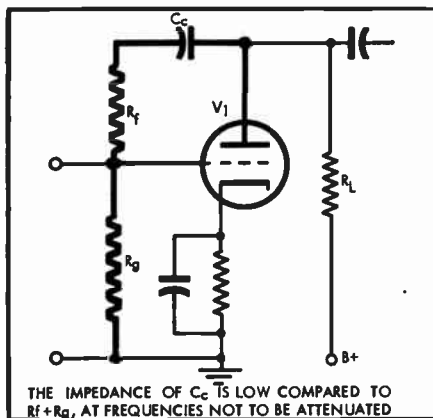 Cc
Rf
V1
RL
Rg
B+
THE IMPEDANCE OF Cc IS LOW COMPARED TO
Rf+Rg, AT FREQUENCIES NOT TO BE ATTENUATED